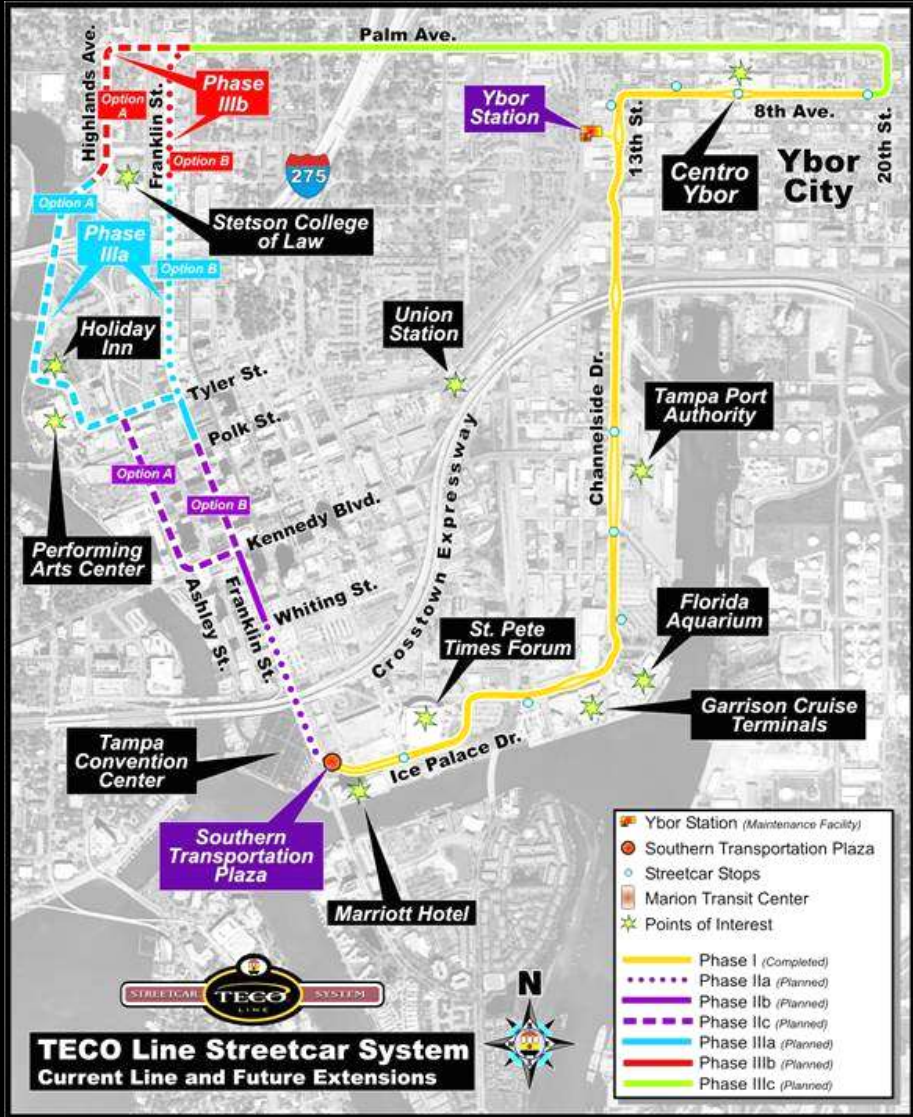 Palm Ave.
Highlands Ave.
Franklin St.
Phase
IIIb
Option
A
Option B
Ybor
Station
13th St.
8th Ave.
20th St.
Centro
Ybor
Ybor
City
275
Stetson College
of Law
Option A
Phase
IIIa
Option B
Holiday
Inn
Union
Station
Tyler St.
Polk St.
Channelside Dr.
Tampa Port
Authority
Option A
Option B
Kennedy Blvd.
Crosstown Expressway
Performing
Arts Center
Ashley St.
Franklin St.
Whiting St.
St. Pete
Times Forum
Florida
Aquarium
Garrison Cruise
Terminals
Tampa
Convention
Center
Ice Palace Dr.
Southern
Transportation
Plaza
Marriott Hotel
Ybor Station (Maintenance Facility)
Southern Transportation Plaza
Streetcar Stops
Marion Transit Center
Points of Interest
Phase I (Completed)
Phase IIa (Planned)
Phase IIb (Planned)
Phase IIc (Planned)
Phase IIIa (Planned)
Phase IIIb (Planned)
Phase IIIc (Planned)
STREETCAR TECO SYSTEM
LINE
N
TECO Line Streetcar System
Current Line and Future Extensions